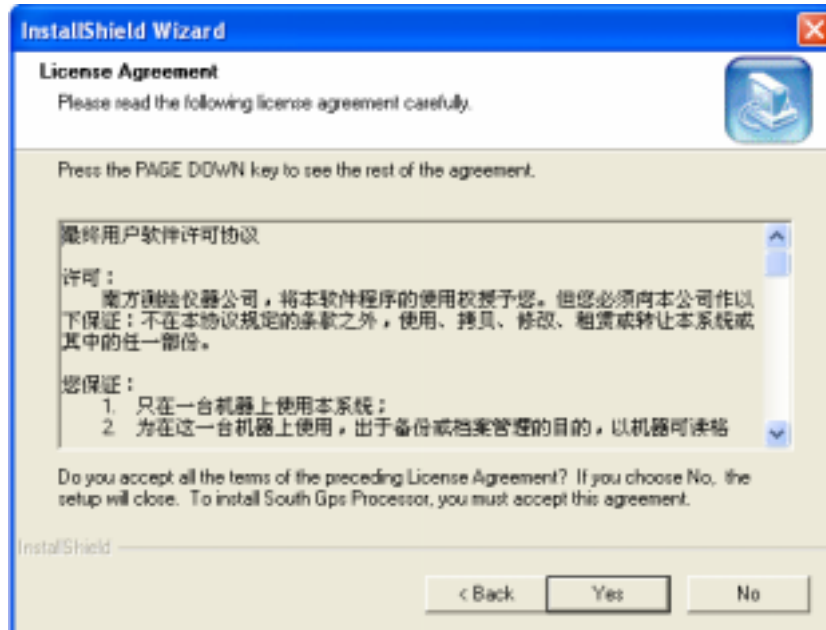 InstallShield Wizard
License Agreement
Please read the following license agreement carefully.
Press the PAGE DOWN key to see the rest of the agreement.
最终用户软件许可协议
许可：
南方测绘仪器公司，将本软件程序的使用权授予您。但您必须向本公司作以
下保证：不在本协议规定的条款之外，使用、拷贝、修改、租赁或转让本系统或
其中的任一部份。
您保证：
1. 只在一台机器上使用本系统；
2. 为在这一台机器上使用，出于备份或档案管理的目的，以机器可读格
Do you accept all the terms of the preceding License Agreement? If you choose No, the
setup will close. To install South Gps Processor, you must accept this agreement.
InstallShield
< Back Yes No